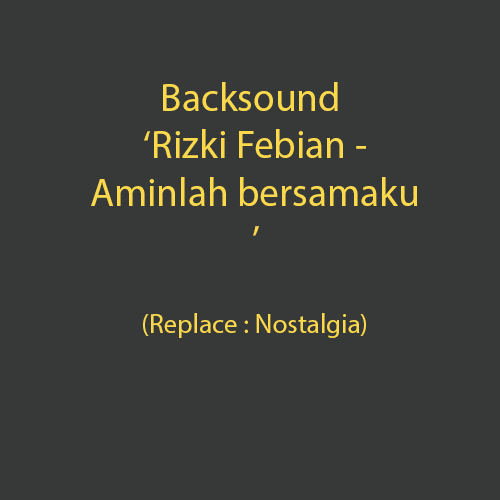 Backsound
‘Rizki Febian -
Aminlah bersamaku
’
(Replace : Nostalgia)